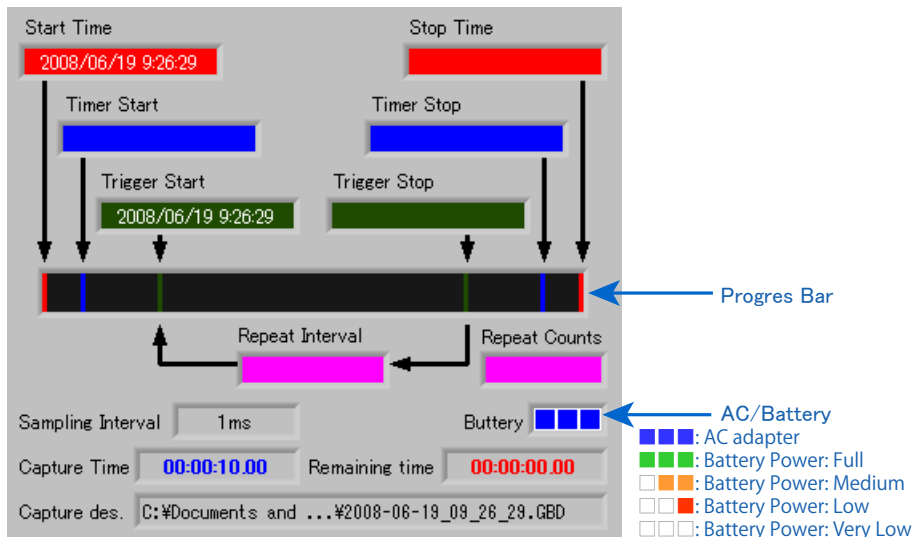 Start Time
Stop Time
2008/06/19 9:26:29
Timer Start
Timer Stop
Trigger Start
Trigger Stop
2008/06/19 9:26:29
Progres Bar
Repeat Interval
Repeat Counts
Sampling Interval 1ms
Buttery
AC/Battery
: AC adapter
Capture Time 00:00:10.00
Remaining time 00:00:00.00
: Battery Power: Full
: Battery Power: Medium
: Battery Power: Low
Capture des. C:¥Documents and ...¥2008-06-19_09_26_29.GBD
: Battery Power: Very Low